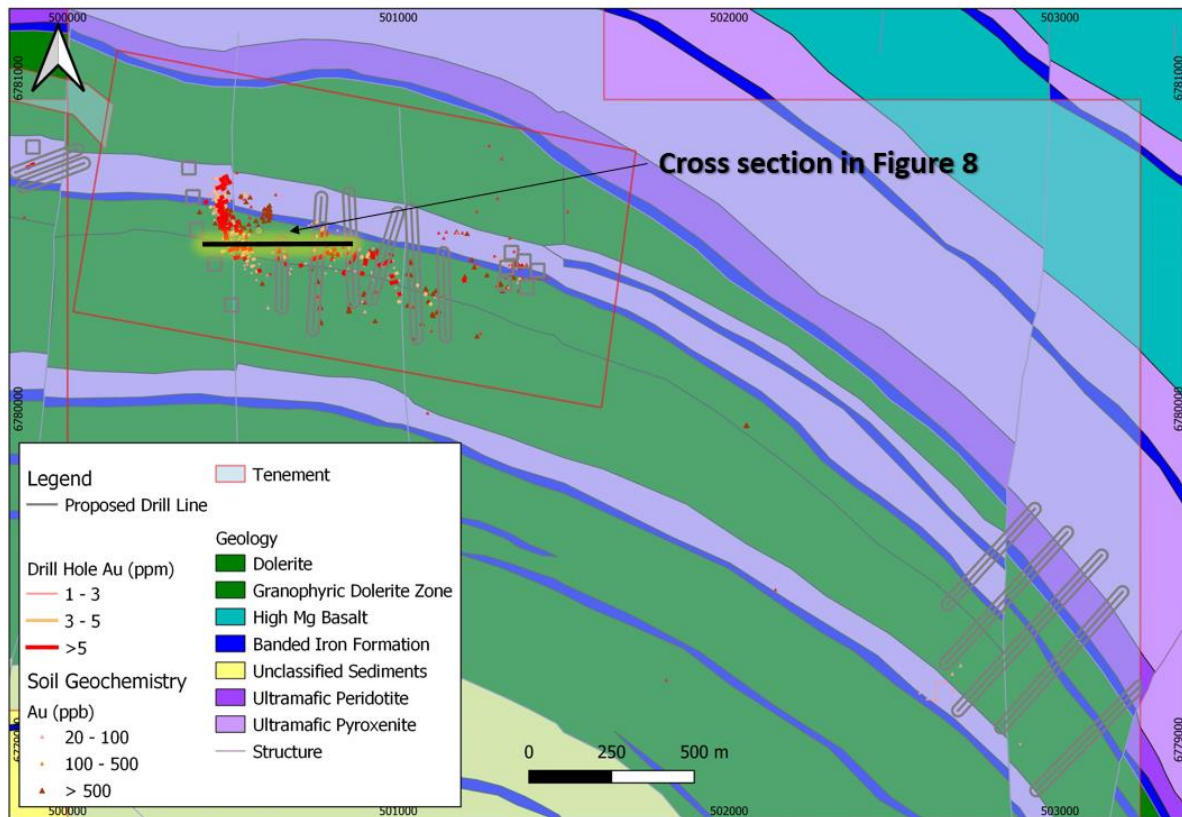 500000 501000 502000 503000
6781000 6781000
Cross section in Figure 8
6780000 6780000
Legend
Proposed Drill Line
Drill Hole Au (ppm)
1 - 3
3 - 5
>5
Soil Geochemistry
Au (ppb)
20 - 100
100 - 500
> 500
Tenement
Geology
Dolerite
Granophyric Dolerite Zone
High Mg Basalt
Banded Iron Formation
Unclassified Sediments
Ultramafic Peridotite
Ultramafic Pyroxenite
Structure
0 250 500 m
6779000 6779000
500000 501000 502000 503000